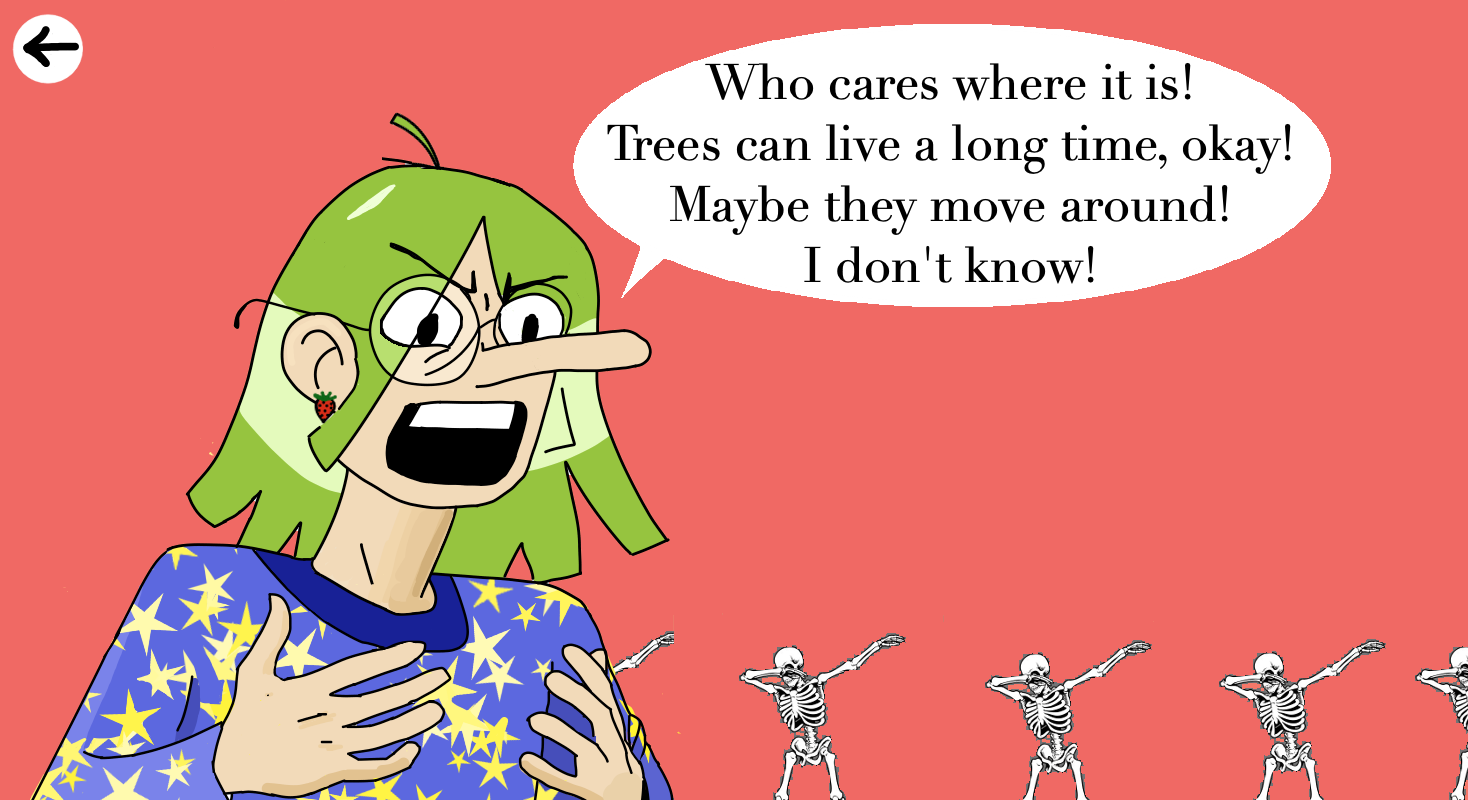 Who cares where it is!
Trees can live a long time, okay!
Maybe they move around!
I don't know!